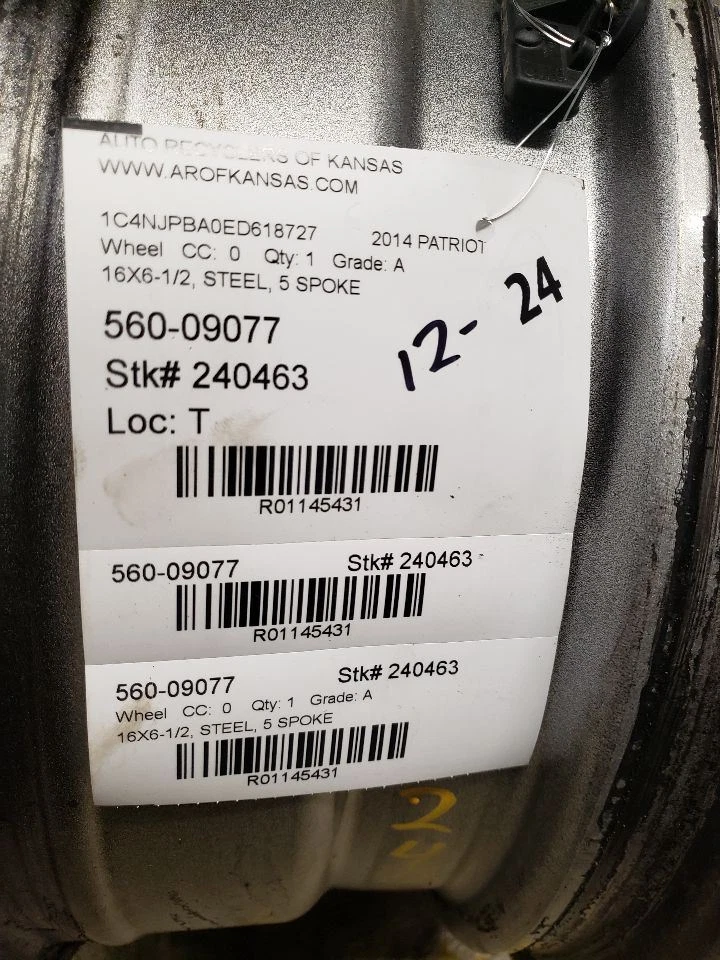 AUTO RECYCLERS OF KANSAS
WWW.AROFKANSAS.COM
1C4NJPBA0ED618727 2014 PATRIOT
Wheel CC: 0 Qty: 1 Grade: A
16X6-1/2, STEEL, 5 SPOKE
560-09077
12-24
Stk# 240463
Loc: T
R01145431
560-09077 Stk# 240463
R01145431
560-09077 Stk# 240463
Wheel CC: 0 Qty: 1 Grade: A
16X6-1/2, STEEL, 5 SPOKE
R01145431
2
4